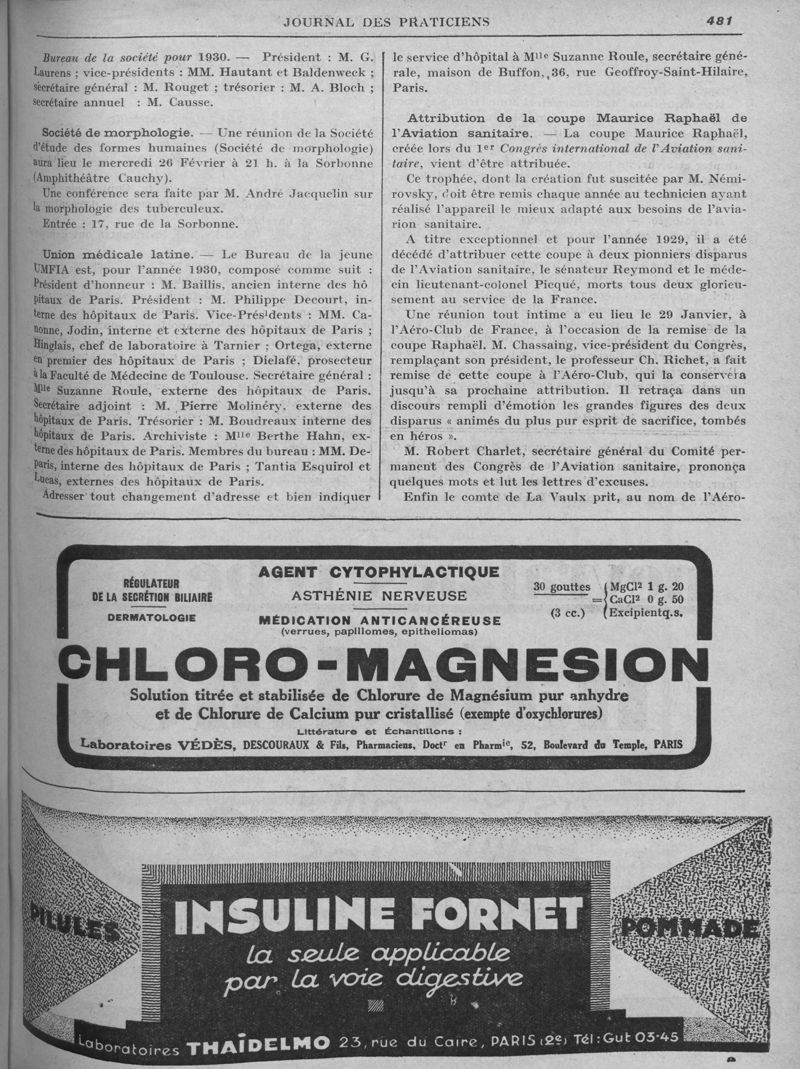 JOURNAL DES PRATICIENS 481
Bureau de la société pour 1930. — Président : M. G.
Laurens ; vice-présidents : MM. Hautant et Baldenweck ;
secrétaire général : M. Rouget ; trésorier : M. A. Bloch ;
secrétaire annuel : M. Causse.
Société de morphologie. — Une réunion de la Société
d'étude des formes humaines (Société de morphologie)
aura lieu le mercredi 26 Février à 21 h. à la Sorbonne
(Amphithéâtre Cauchy).
Une conférence sera faite par M. André Jacquelin sur
la morphologie des tuberculeux.
Entrée : 17, rue de la Sorbonne.
Union médicale latine. — Le Bureau de la jeune
UMFIA est, pour l'année 1930, composé comme suit :
Président d'honneur : M. Baillis, ancien interne des hô
pitaux de Paris. Président : M. Philippe Decourt, in-
terne des hôpitaux de Paris. Vice-Présidents : MM. Ca-
nonne, Jodin, interne et externe des hôpitaux de Paris ;
Hinglais, chef de laboratoire à Tarnier ; Ortega, externe
en premier des hôpitaux de Paris ; Dielafé, prosecteur
à la Faculté de Médecine de Toulouse. Secrétaire général :
Mlle Suzanne Roule, externe des hôpitaux de Paris.
Secrétaire adjoint : M. Pierre Molinéry, externe des
hôpitaux de Paris. Trésorier : M. Boudreaux interne des
hôpitaux de Paris. Archiviste : Mlle Berthe Hahn, ex-
terne des hôpitaux de Paris. Membres du bureau : MM. De-
paris, interne des hôpitaux de Paris ; Tantia Esquirol et
Lucas, externes des hôpitaux de Paris.
Adresser tout changement d'adresse et bien indiquer
le service d'hôpital à Mlle Suzanne Roule, secrétaire géné-
rale, maison de Buffon, 36, rue Geoffroy-Saint-Hilaire,
Paris.
Attribution de la coupe Maurice Raphaël de
l'Aviation sanitaire. — La coupe Maurice Raphaël,
créée lors du 1er Congrès international de l'Aviation sani-
taire, vient d'être attribuée.
Ce trophée, dont la création fut suscitée par M. Némi-
rovsky, doit être remis chaque année au technicien ayant
réalisé l'appareil le mieux adapté aux besoins de l'avia-
rion sanitaire.
A titre exceptionnel et pour l'année 1929, il a été
décédé d'attribuer cette coupe à deux pionniers disparus
de l'Aviation sanitaire, le sénateur Reymond et le méde-
cin lieutenant-colonel Picqué, morts tous deux glorieu-
sement au service de la France.
Une réunion tout intime a eu lieu le 29 Janvier, à
l'Aéro-Club de France, à l'occasion de la remise de la
coupe Raphaël. M. Chassaing, vice-président du Congrès,
remplaçant son président, le professeur Ch. Richet, a fait
remise de cette coupe à l'Aéro-Club, qui la conservera
jusqu'à sa prochaine attribution. Il retraça dans un
discours rempli d'émotion les grandes figures des deux
disparus « animés du plus pur esprit de sacrifice, tombés
en héros ».
M. Robert Charlet, secrétaire général du Comité per-
manent des Congrès de l'Aviation sanitaire, prononça
quelques mots et lut les lettres d'excuses.
Enfin le comte de La Vaulx prit, au nom de l'Aéro-
RÉGULATEUR
DE LA SECRÉTION BILIAIRE
DERMATOLOGIE
AGENT CYTOPHYLACTIQUE
ASTHÉNIE NERVEUSE
MÉDICATION ANTICANCÉREUSE
(verrues, papillomes, epitheliomas)
30 gouttes
(3 cc.)
=
MgCl2 1 g. 20
CaCl2 0 g. 50
Excipientq.s.
CHLORO-MAGNESION
Solution titrée et stabilisée de Chlorure de Magnésium pur anhydre
et de Chlorure de Calcium pur cristallisé (exempte d'oxychlorures)
Littérature et Échantillons :
Laboratoires VÉDÈS, DESCOURAUX & Fils, Pharmaciens, Doctr en Pharmie, 52, Boulevard du Temple, PARIS
PILULES
INSULINE FORNET
POMMADE
la seule applicable
par la voie digestive
Laboratoires THAÏDELMO 23, rue du Caire, PARIS (2e) Tél : Gut 03-45